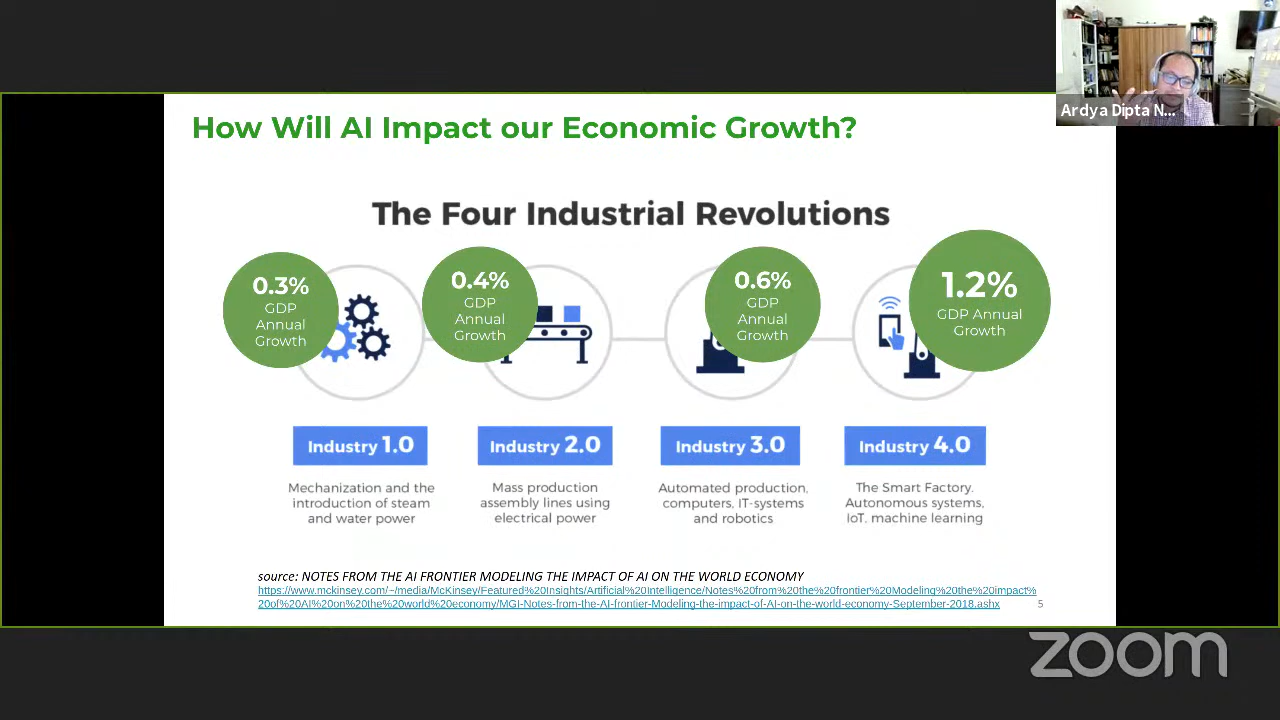 Ardya Dipta N...
How Will AI Impact our Economic Growth?
The Four Industrial Revolutions
0.3%
GDP
Annual
Growth
0.4%
GDP
Annual
Growth
0.6%
GDP
Annual
Growth
1.2%
GDP Annual
Growth
Industry 1.0
Mechanization and the
introduction of steam
and water power
Industry 2.0
Mass production
assembly lines using
electrical power
Industry 3.0
Automated production,
computers, IT-systems
and robotics
Industry 4.0
The Smart Factory.
Autonomous systems,
IoT, machine learning
source: NOTES FROM THE AI FRONTIER MODELING THE IMPACT OF AI ON THE WORLD ECONOMY
https://www.mckinsey.com/~/media/McKinsey/Featured%20Insights/Artificial%20Intelligence/Notes%20from%20the%20frontier%20Modeling%20the%20impact%
20of%20AI%20on%20the%20world%20economy/MGI-Notes-from-the-AI-frontier-Modeling-the-impact-of-AI-on-the-world-economy-September-2018.ashx
5
zoom